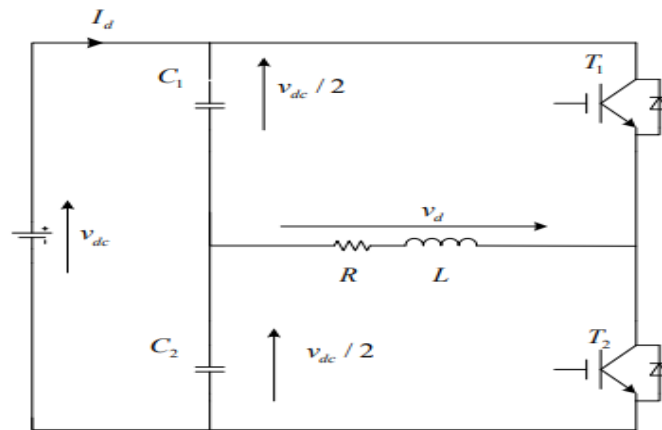 I_d
C_1
v_dc / 2
T_1
v_dc
v_d
R
L
C_2
v_dc / 2
T_2